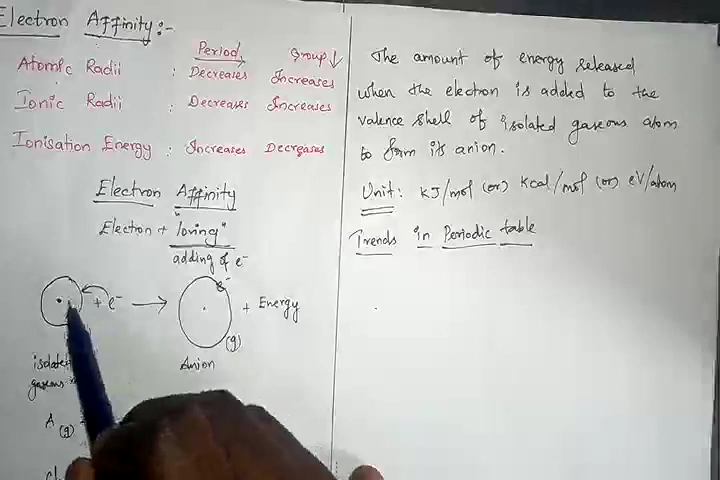 Electron Affinity:-
Period Group ↓
Atomic Radii : Decreases Increases
Ionic Radii : Decreases Increases
Ionisation Energy : Increases Decreases
Electron Affinity
Electron + "loving"
adding of e⁻
+ e⁻ → e⁻ (g) + Energy
isolated Anion
gaseous
A (g)
The amount of energy released
when the electron is added to the
valence shell of isolated gaseous atom
to form its anion.
Unit: KJ/mol (or) Kcal/mol (or) eV/atom
Trends in Periodic table